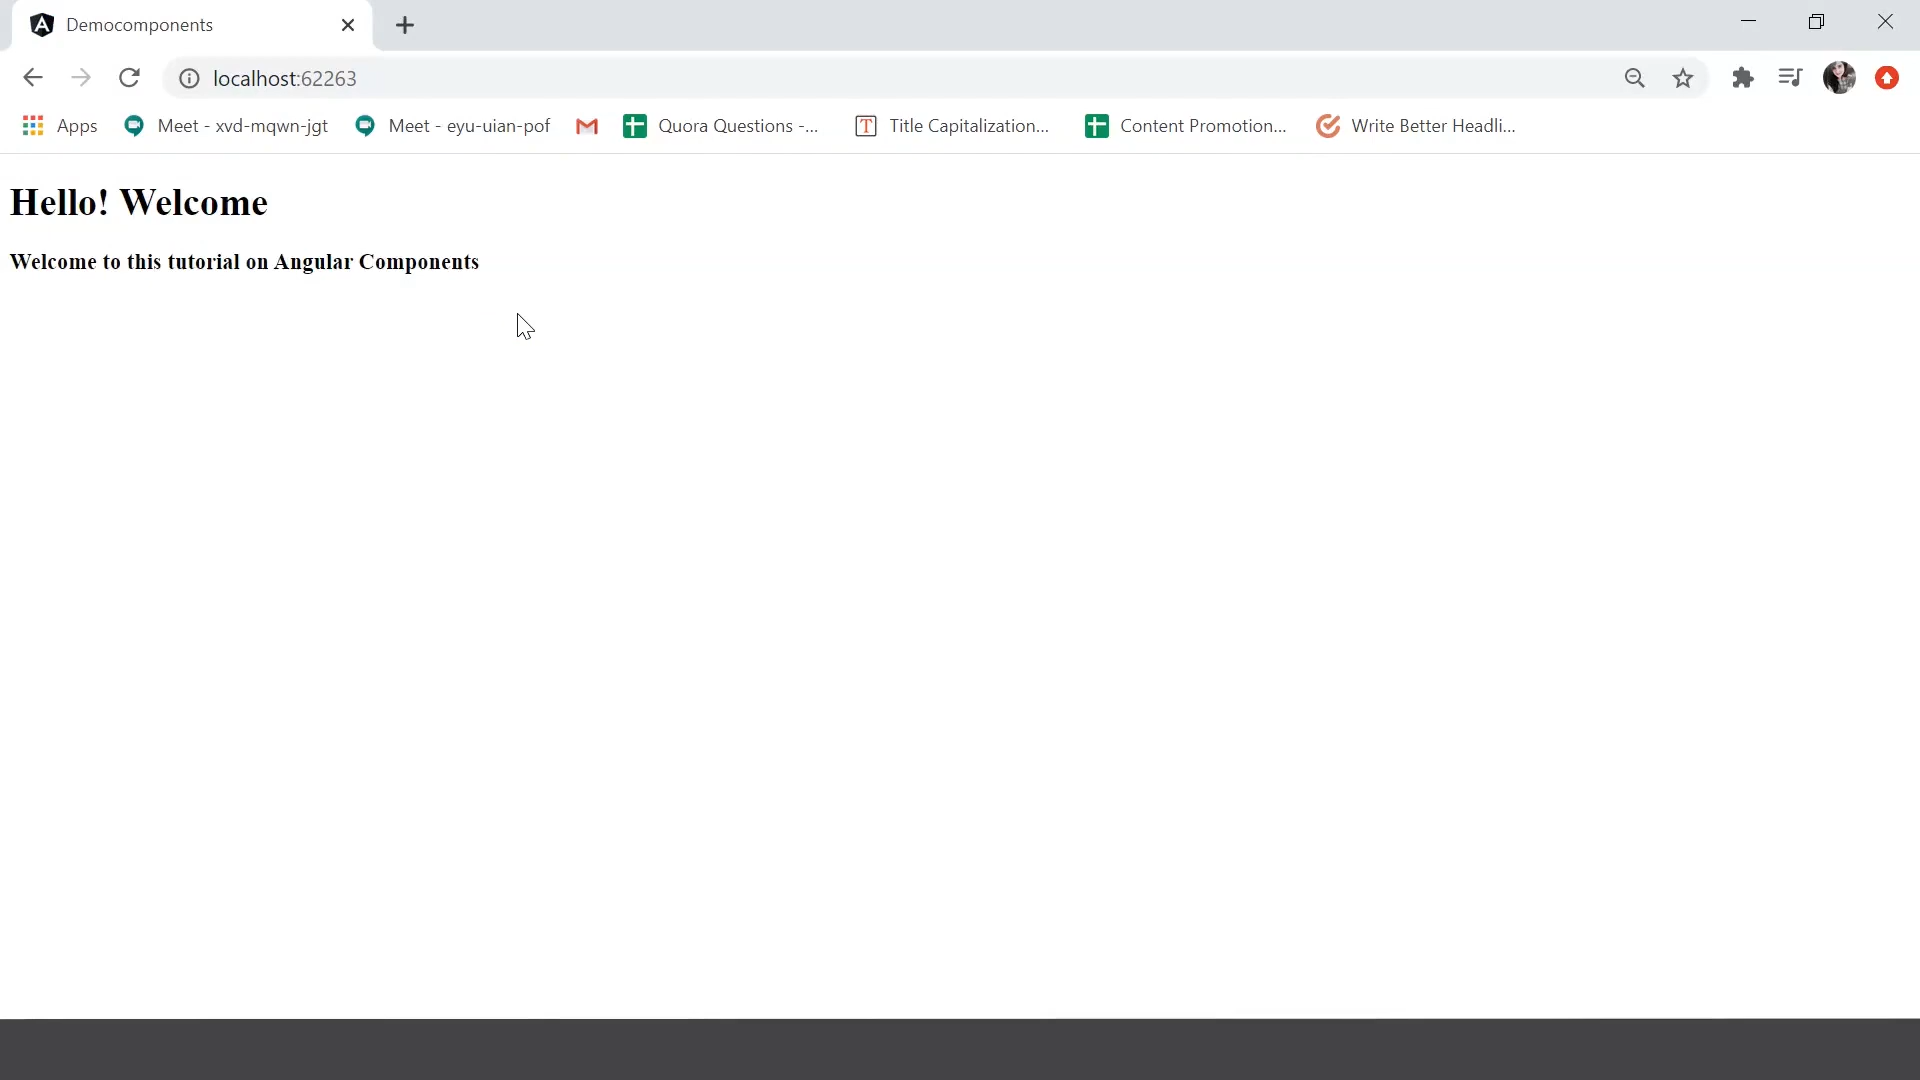 Democomponents
localhost:62263
Apps Meet - xvd-mqwn-jgt Meet - eyu-uian-pof Quora Questions -... Title Capitalization... Content Promotion... Write Better Headli...
Hello! Welcome
Welcome to this tutorial on Angular Components